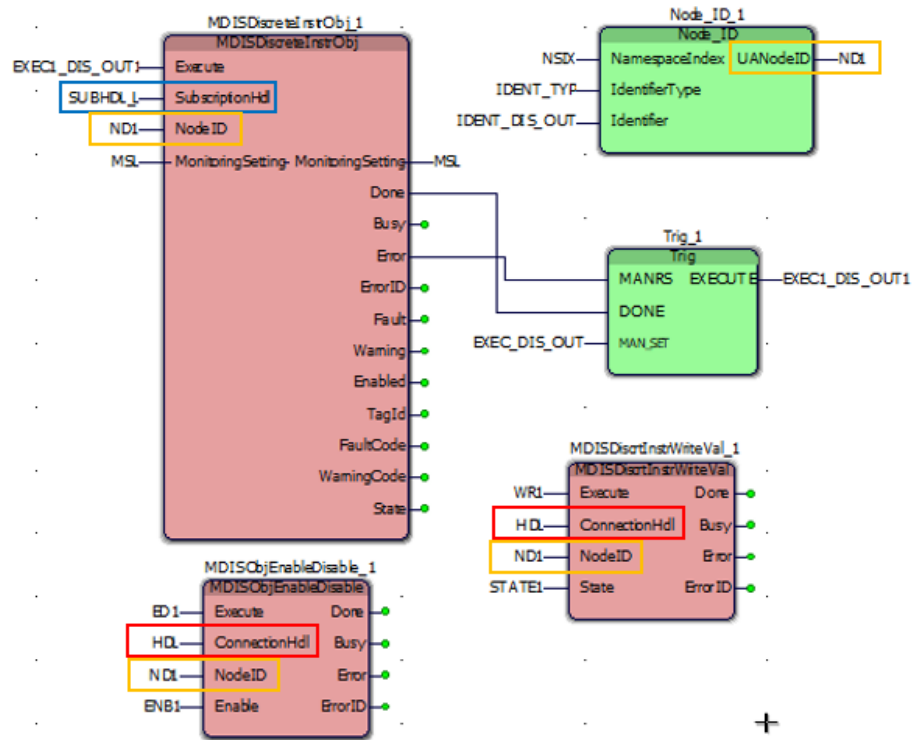 MDISDiscreteInstrObj_1
MDISDiscreteInstrObj
EXEC1_DIS_OUT1 Execute
SUBHDL_L SubscriptionHdl
ND1 NodeID
MSL MonitoringSetting MonitoringSetting MSL
Done
Busy
Error
ErrorID
Fault
Warning
Enabled
TagId
FaultCode
WarningCode
State
Node_ID_1
Node_ID
NSIX NamespaceIndex UANodeID ND1
IDENT_TYP IdentifierType
IDENT_DIS_OUT Identifier
Trig_1
Trig
MANRS EXECUTE EXEC1_DIS_OUT1
DONE
EXEC_DIS_OUT MAN_SET
MDISDiscrtInstrWriteVal_1
MDISDiscrtInstrWriteVal
WR1 Execute Done
HDL ConnectionHdl Busy
ND1 NodeID Error
STATE1 State ErrorID
MDISObjEnableDisable_1
MDISObjEnableDisable
ED1 Execute Done
HDL ConnectionHdl Busy
ND1 NodeID Error
ENB1 Enable ErrorID